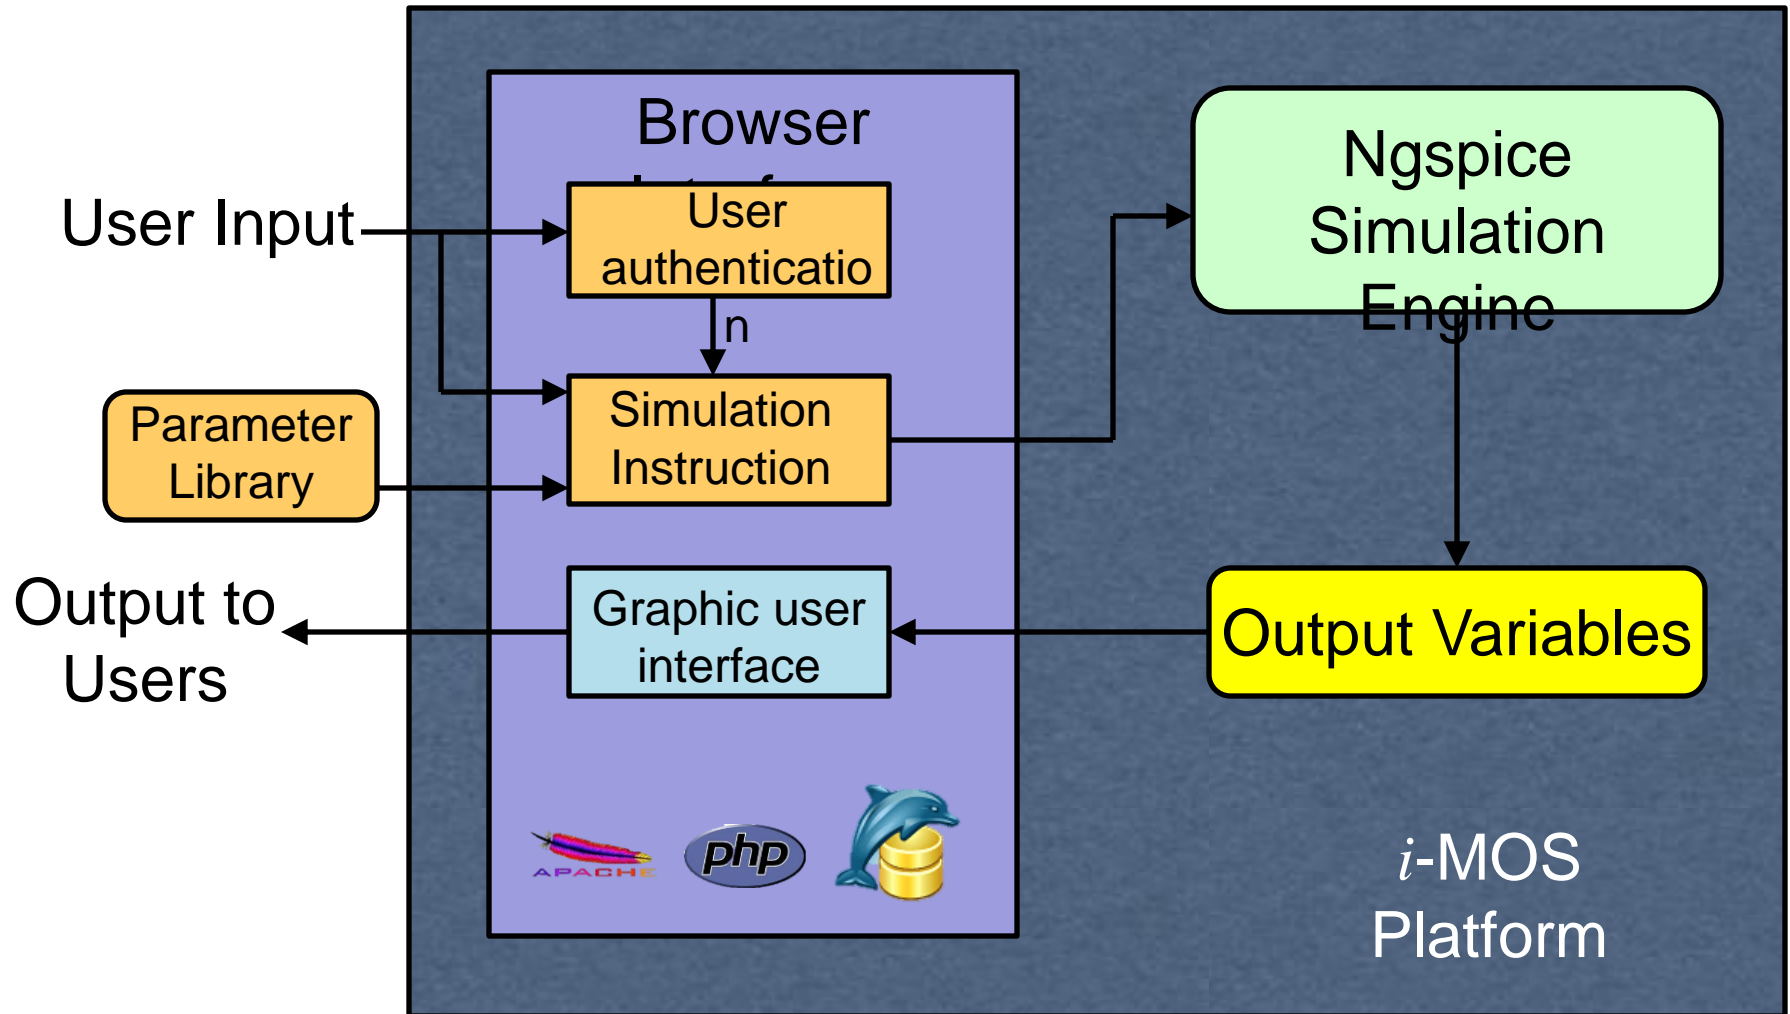 Browser
User Input
User
authenticatio
n
Ngspice
Simulation
Engine
Parameter
Library
Simulation
Instruction
Output to
Users
Graphic user
interface
Output Variables
APACHE
php
i-MOS
Platform